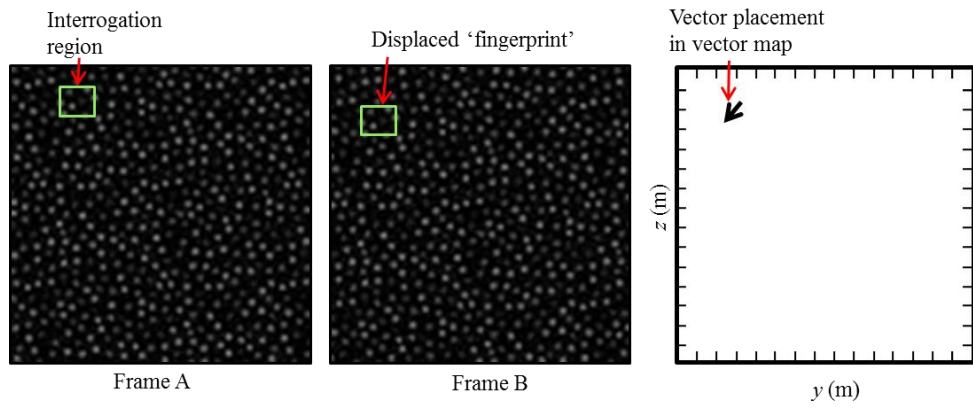 Interrogation
region
Displaced ‘fingerprint’
Vector placement
in vector map
Frame A
Frame B
z (m)
y (m)